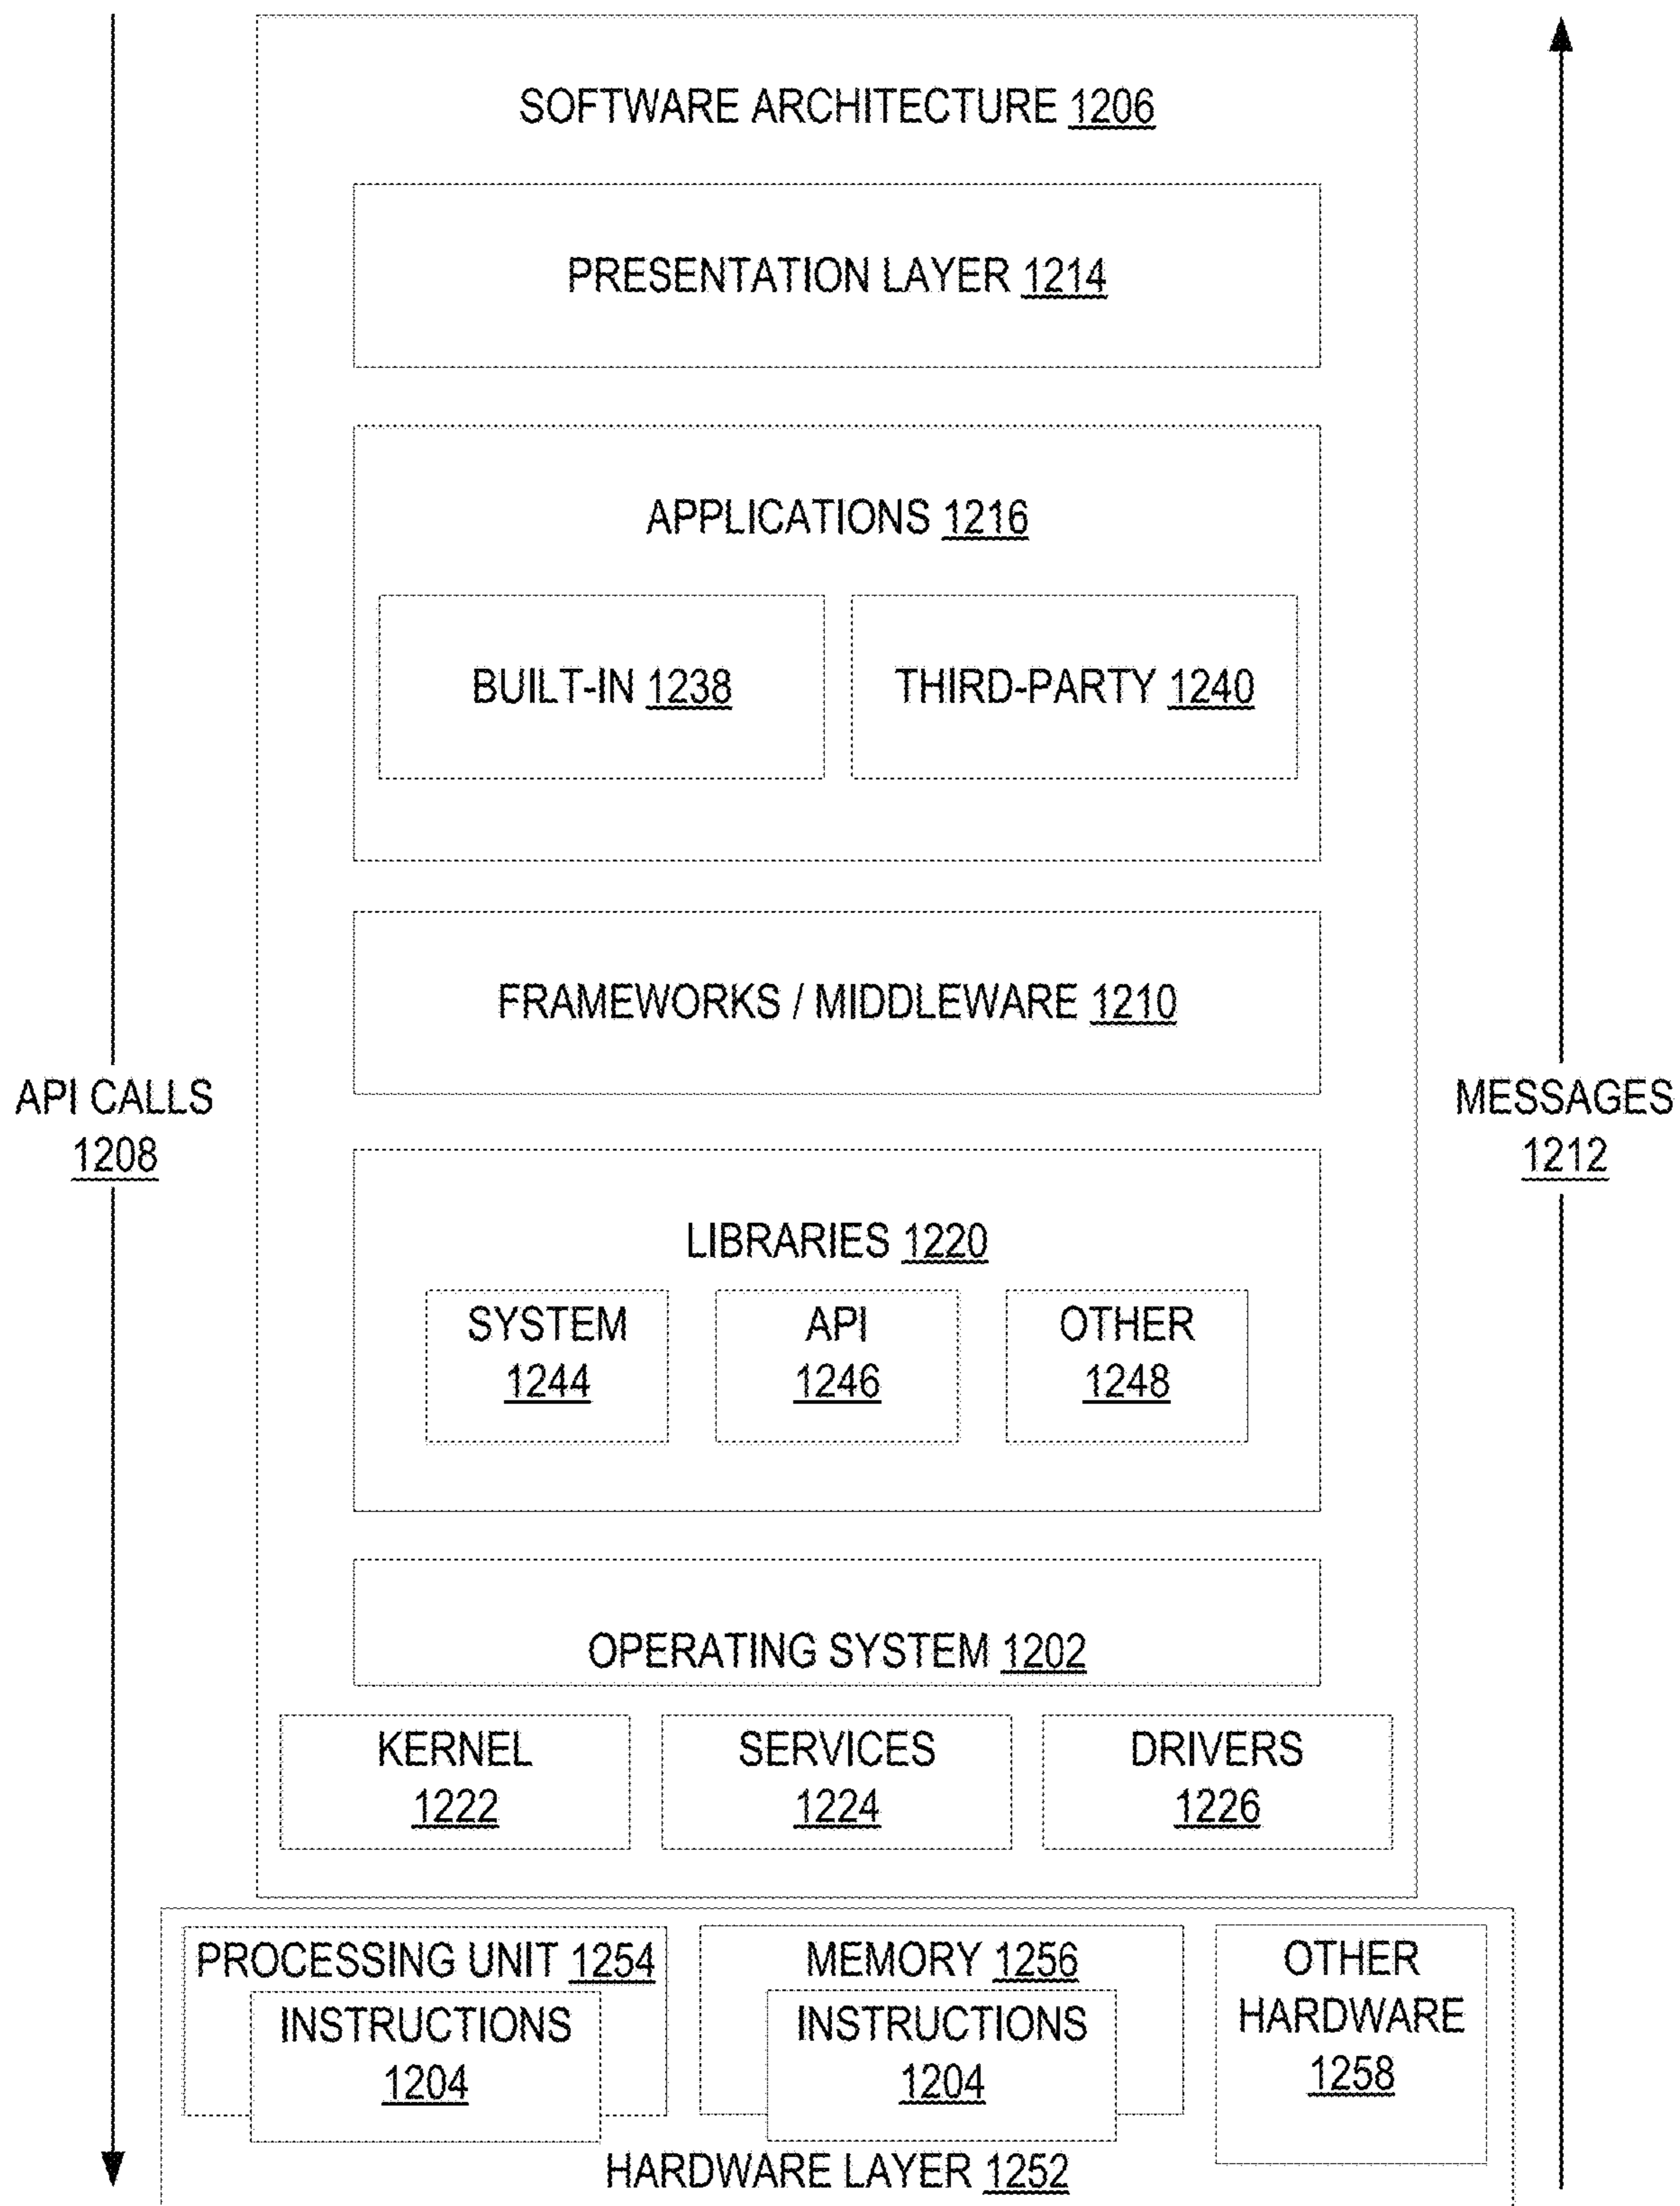 SOFTWARE ARCHITECTURE 1206
PRESENTATION LAYER 1214
APPLICATIONS 1216
BUILT-IN 1238
THIRD-PARTY 1240
FRAMEWORKS / MIDDLEWARE 1210
API CALLS
1208
MESSAGES
1212
LIBRARIES 1220
SYSTEM
1244
API
1246
OTHER
1248
OPERATING SYSTEM 1202
KERNEL
1222
SERVICES
1224
DRIVERS
1226
PROCESSING UNIT 1254
INSTRUCTIONS
1204
MEMORY 1256
INSTRUCTIONS
1204
OTHER
HARDWARE
1258
HARDWARE LAYER 1252